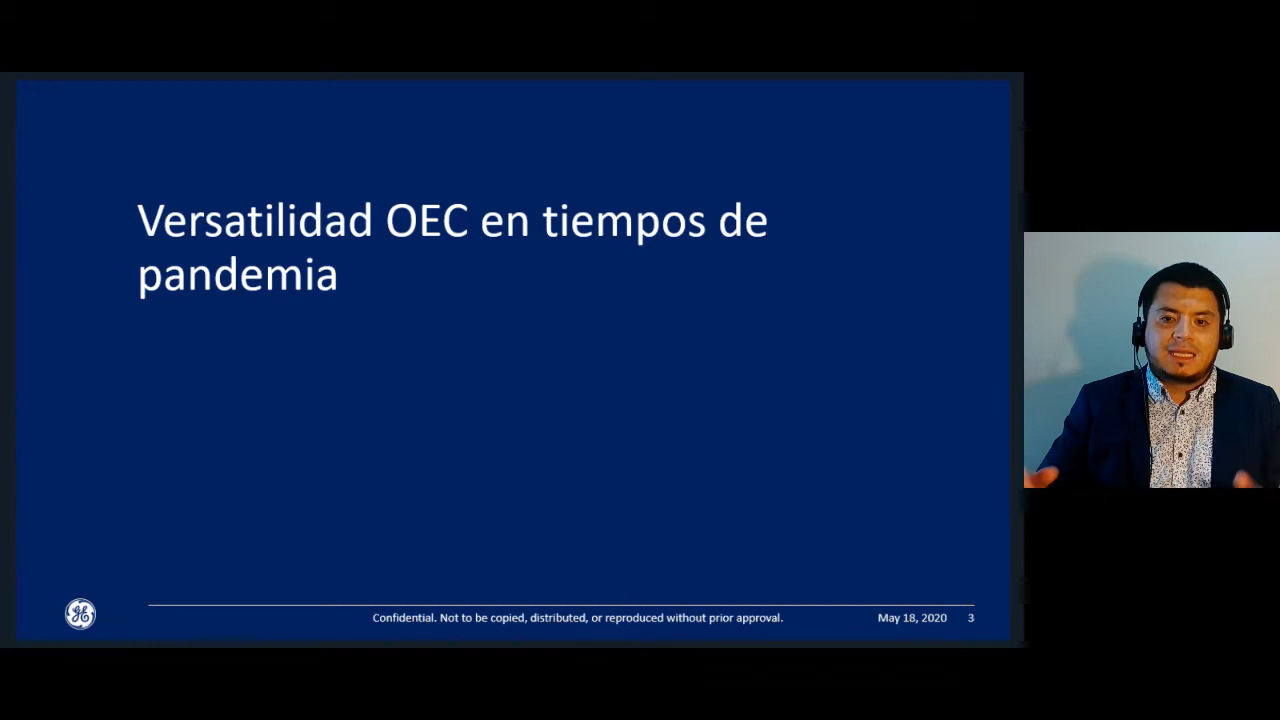 Versatilidad OEC en tiempos de
pandemia
Confidential. Not to be copied, distributed, or reproduced without prior approval.
May 18, 2020
3